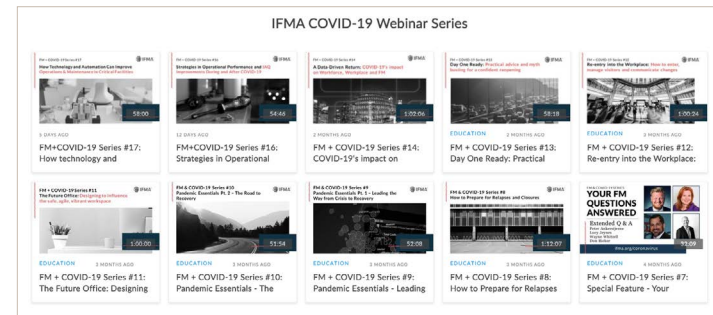 IFMA COVID-19 Webinar Series
FM + COVID-19 Series #17
IFMA
How Technology and Automation Can Improve
Operations & Maintenance to Critical Facilities
58:00
5 DAYS AGO
FM+COVID-19 Series #17:
How technology and
FM + COVID-19 Series #16
IFMA
Strategies in Operational Performance and IAQ
Improvements During and After COVID-19
54:46
12 DAYS AGO
FM+COVID-19 Series #16:
Strategies in Operational
FM + COVID-19 Series #14
IFMA
A Data Driven Return: COVID-19's impact
on Workforce, Workplace and FM
1:02:06
2 MONTHS AGO
FM + COVID-19 Series #14:
COVID-19's impact on
FM + COVID-19 Series #13
IFMA
Day One Ready: Practical advice and myth
busting for a confident reopening
58:18
EDUCATION
2 MONTHS AGO
FM + COVID-19 Series #13:
Day One Ready: Practical
FM + COVID-19 Series #12
IFMA
Re-entry into the Workplace: How to enter,
manage visitors and communicate changes
1:00:24
EDUCATION
3 MONTHS AGO
FM + COVID-19 Series #12:
Re-entry into the Workplace:
FM + COVID-19 Series #11
IFMA
The Future Office: Designing to influence
the safe, agile, vibrant workspace
1:00:00
EDUCATION
3 MONTHS AGO
FM + COVID-19 Series #11:
The Future Office: Designing
FM & COVID-19 Series #10
IFMA
Pandemic Essentials Pt. 2 - The Road to
Recovery
51:54
EDUCATION
3 MONTHS AGO
FM + COVID-19 Series #10:
Pandemic Essentials - The
FM & COVID-19 Series #9
IFMA
Pandemic Essentials Pt. 1 - Leading the
Way from Crisis to Recovery
52:08
EDUCATION
3 MONTHS AGO
FM + COVID-19 Series #9:
Pandemic Essentials - Leading
FM & COVID-19 Series #8
IFMA
How to Prepare for Relapses and Closures
1:12:07
EDUCATION
3 MONTHS AGO
FM + COVID-19 Series #8:
How to Prepare for Relapses
YOUR FM
QUESTIONS
ANSWERED
Extended Q & A
32:09
ifma.org/coronavirus
EDUCATION
4 MONTHS AGO
FM + COVID-19 Series #7:
Special Feature - Your